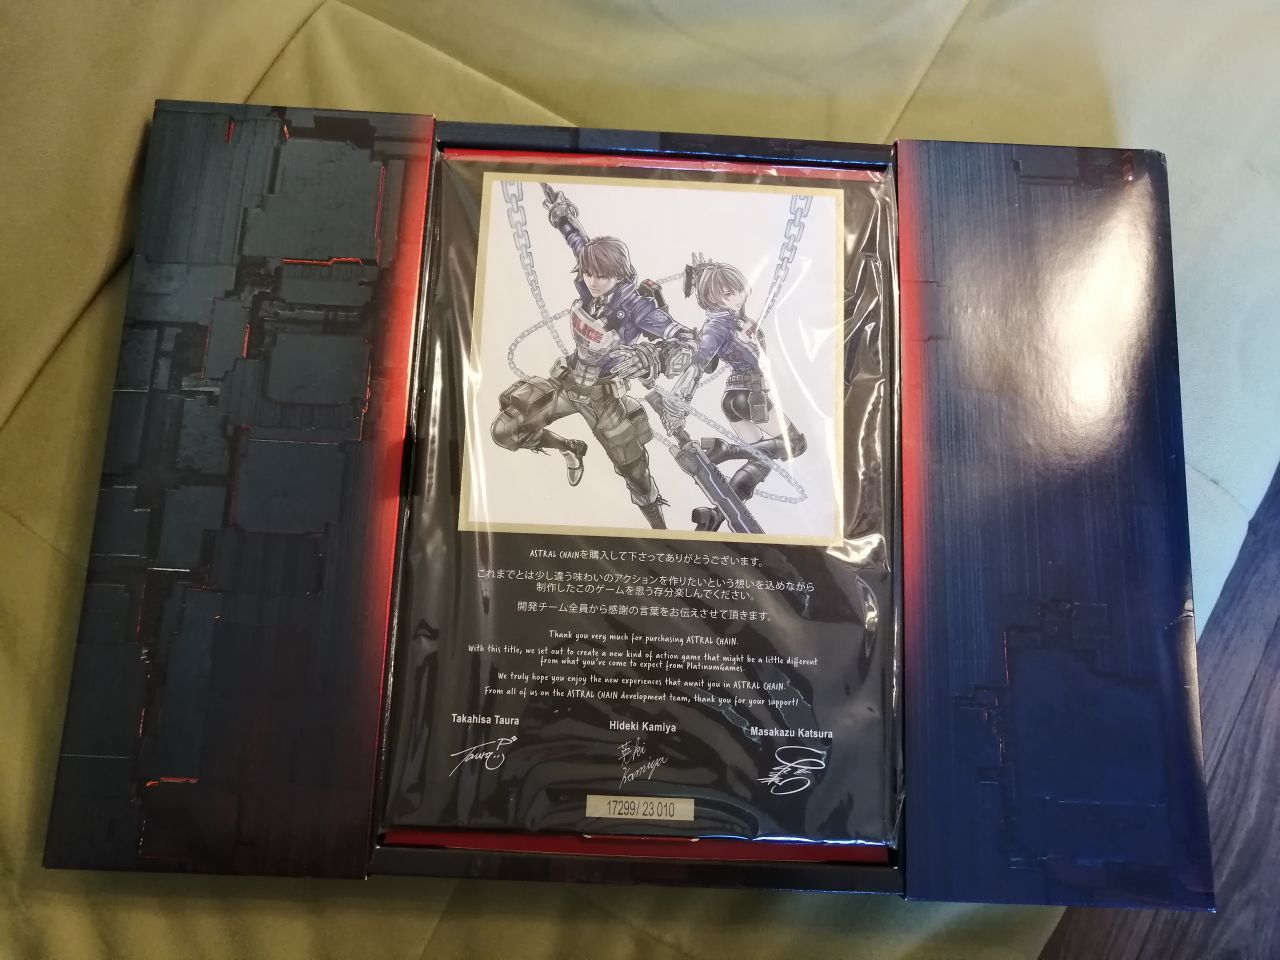 POLICE
ASTRAL CHAINを購入して下さってありがとうございます。
これまでとは少し違う味わいのアクションを作りたいという想いを込めながら
制作したこのゲームを思う存分楽しんでください。
開発チーム全員から感謝の言葉をお伝えさせて頂きます。
Thank you very much for purchasing ASTRAL CHAIN.
With this title, we set out to create a new kind of action game that might be a little different
from what you've come to expect from PlatinumGames.
We truly hope you enjoy the new experiences that await you in ASTRAL CHAIN.
From all of us on the ASTRAL CHAIN development team, thank you for your support!
Takahisa Taura Hideki Kamiya Masakazu Katsura
Taura 英樹
Kamiya
17299/23 010